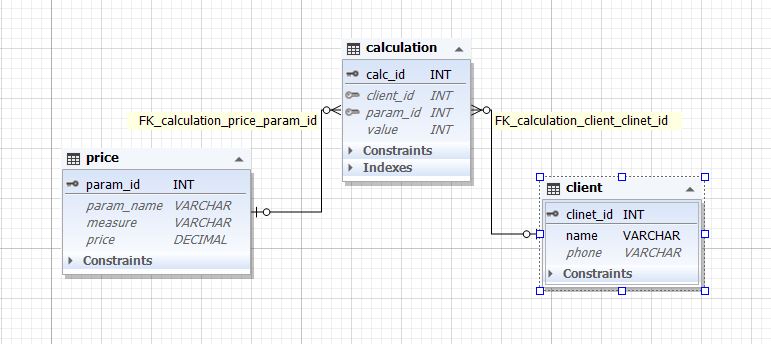 calculation
calc_id INT
client_id INT
param_id INT
value INT
Constraints
Indexes
FK_calculation_price_param_id
FK_calculation_client_clinet_id
price
param_id INT
param_name VARCHAR
measure VARCHAR
price DECIMAL
Constraints
client
clinet_id INT
name VARCHAR
phone VARCHAR
Constraints